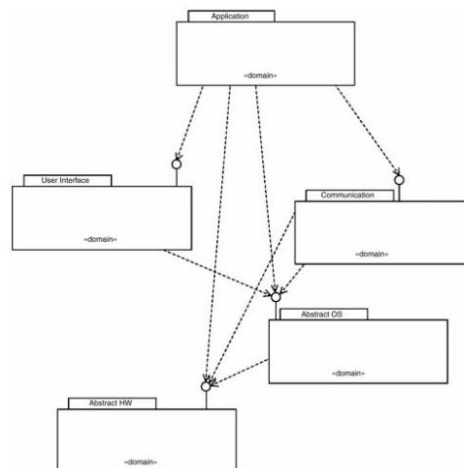 Application
«domain»
User Interface
«domain»
Communication
«domain»
Abstract OS
«domain»
Abstract HW
«domain»